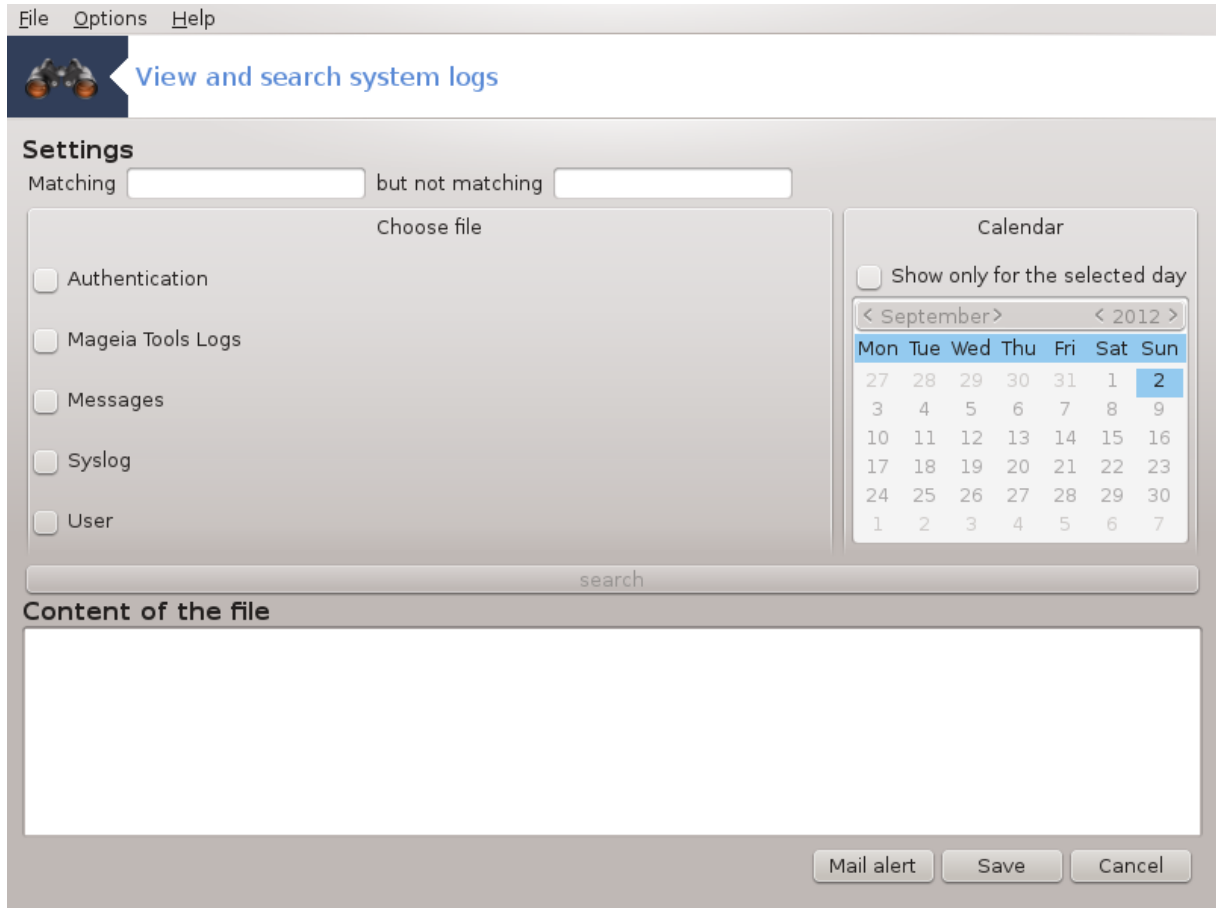 File Options Help
View and search system logs
Settings
Matching but not matching
Choose file
Authentication
Mageia Tools Logs
Messages
Syslog
User
Calendar
Show only for the selected day
< September > < 2012 >
Mon Tue Wed Thu Fri Sat Sun
27 28 29 30 31 1 2
3 4 5 6 7 8 9
10 11 12 13 14 15 16
17 18 19 20 21 22 23
24 25 26 27 28 29 30
1 2 3 4 5 6 7
search
Content of the file
Mail alert Save Cancel